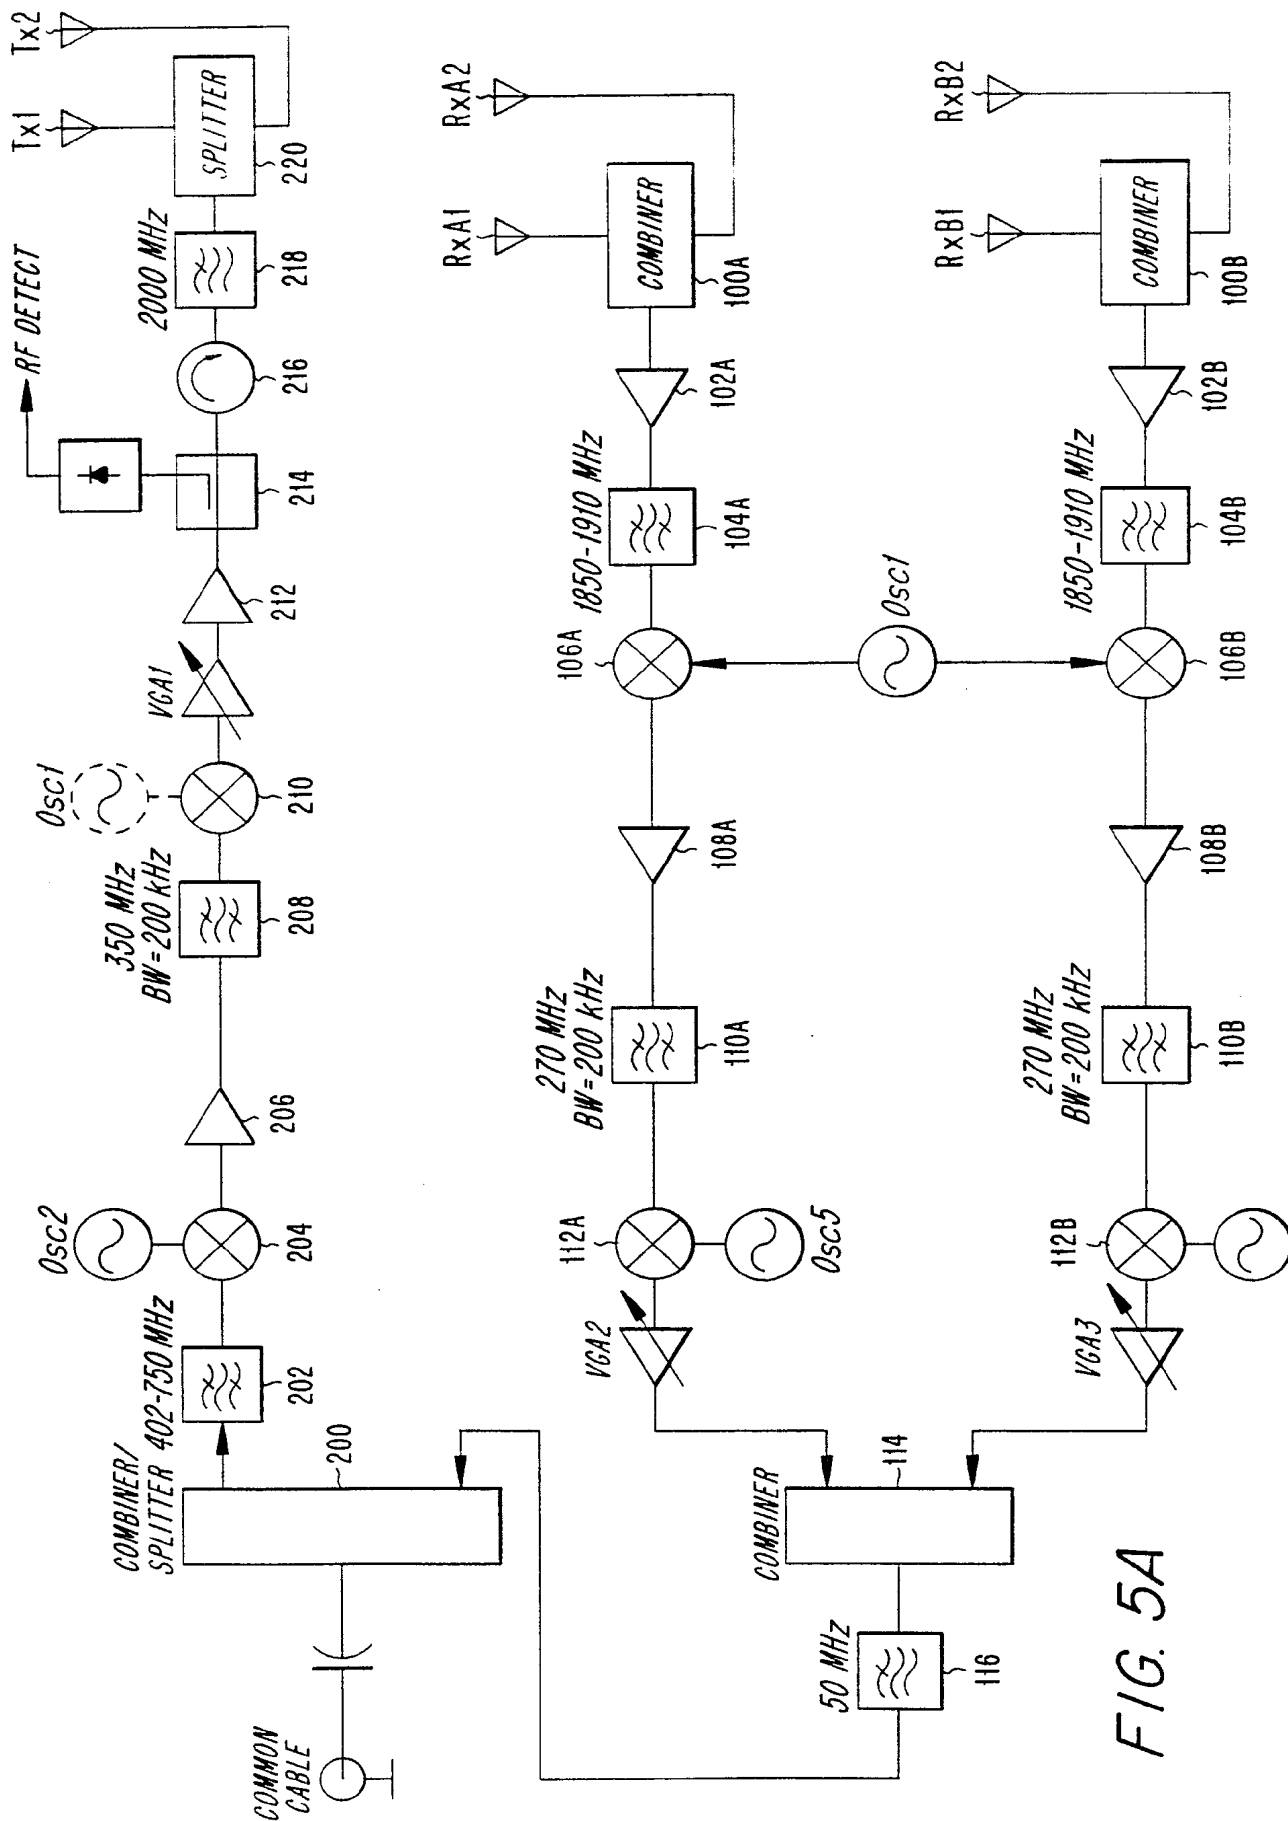 COMMON
CABLE
COMBINER/
SPLITTER
200
402-750 MHz
202
Osc2
204
206
350 MHz
BW=200 kHz
208
Osc1
210
VGA1
212
214
RF DETECT
216
2000 MHz
218
SPLITTER
220
Tx1
Tx2
50 MHz
116
COMBINER
114
VGA2
112A
Osc5
270 MHz
BW=200 kHz
110A
108A
106A
Osc1
1850-1910 MHz
104A
102A
COMBINER
100A
RxA1
RxA2
VGA3
112B
270 MHz
BW=200 kHz
110B
108B
106B
1850-1910 MHz
104B
102B
COMBINER
100B
RxB1
RxB2
FIG. 5A